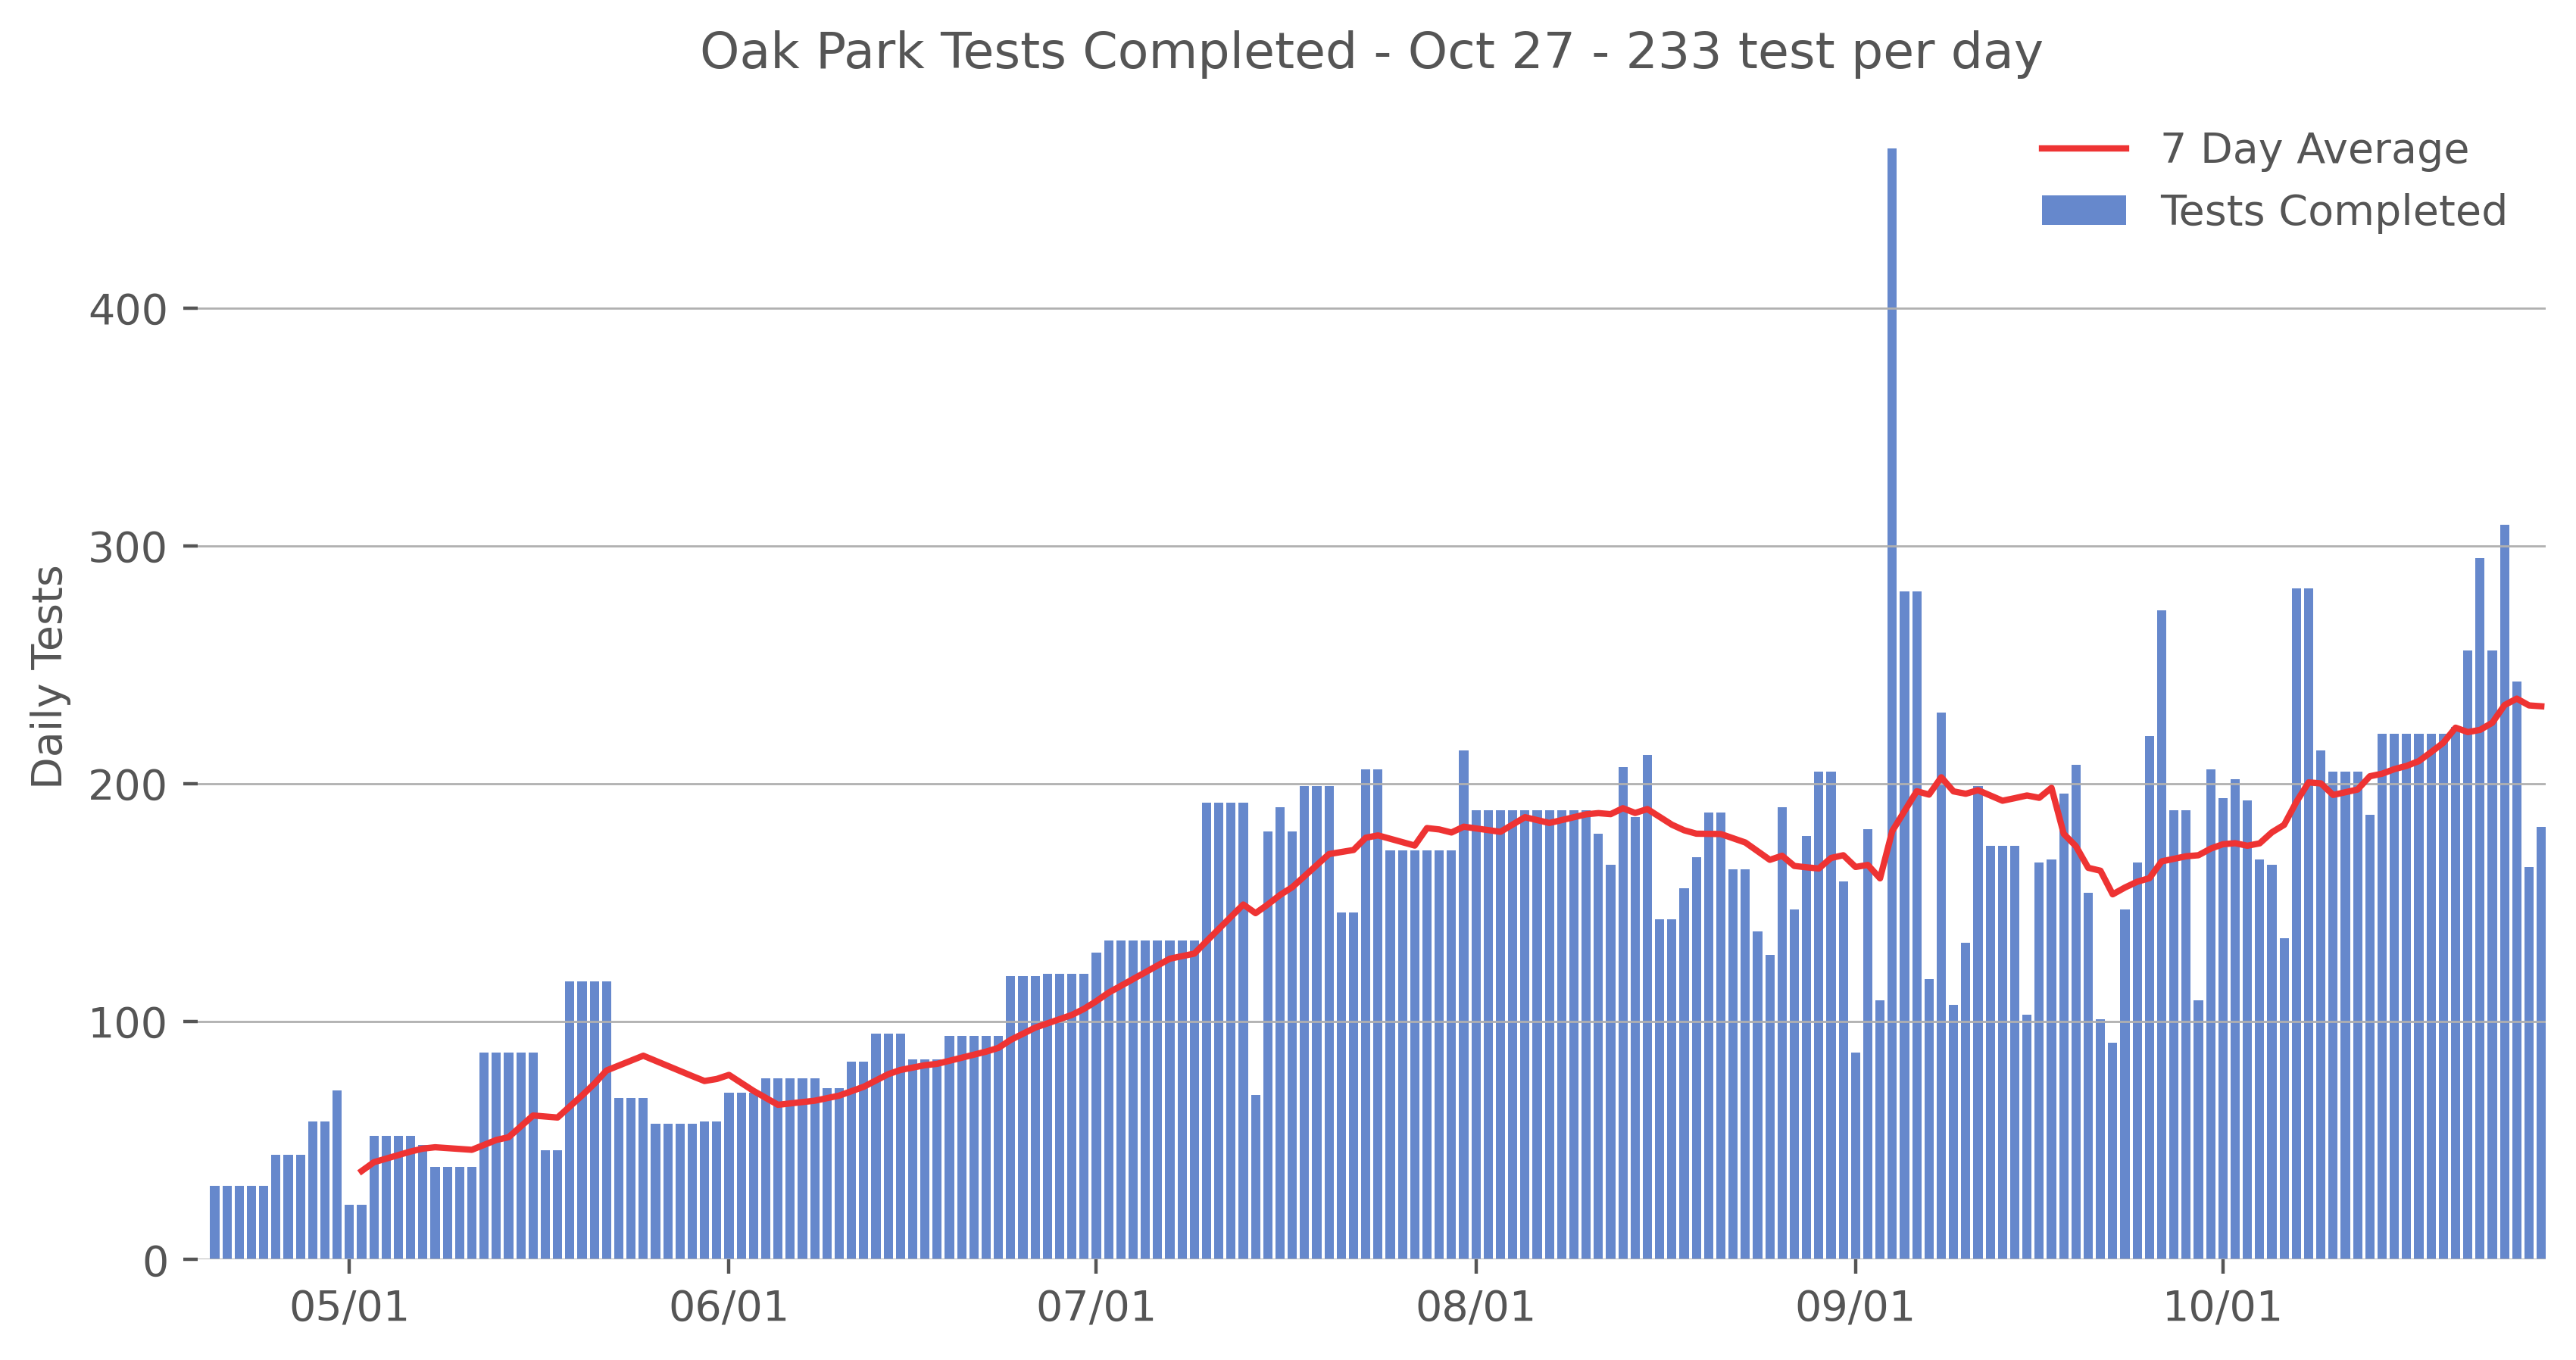 Oak Park Tests Completed - Oct 27 - 233 test per day
7 Day Average
Tests Completed
Daily Tests
400
300
200
100
0
05/01
06/01
07/01
08/01
09/01
10/01